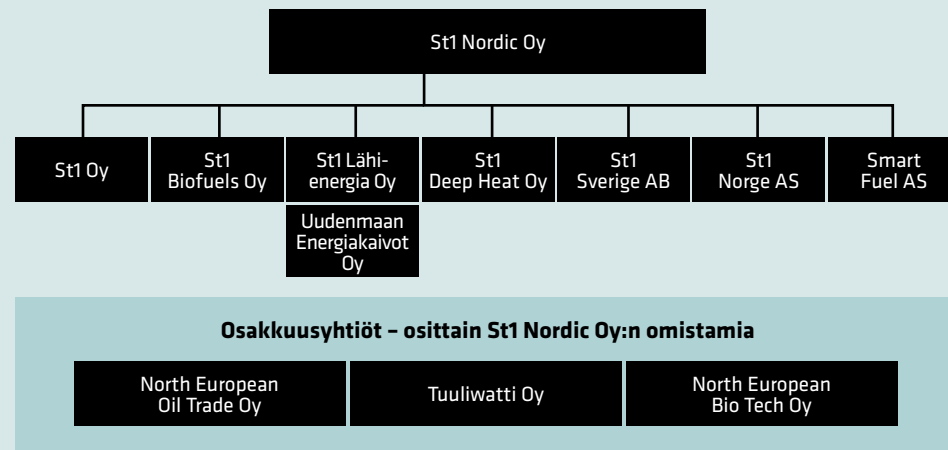 St1 Nordic Oy
St1 Oy
St1
Biofuels Oy
St1 Lähi-
energia Oy
St1
Deep Heat Oy
St1
Sverige AB
St1
Norge AS
Smart
Fuel AS
Uudenmaan
Energiakaivot
Oy
Osakkuusyhtiöt – osittain St1 Nordic Oy:n omistamia
North European
Oil Trade Oy
Tuuliwatti Oy
North European
Bio Tech Oy